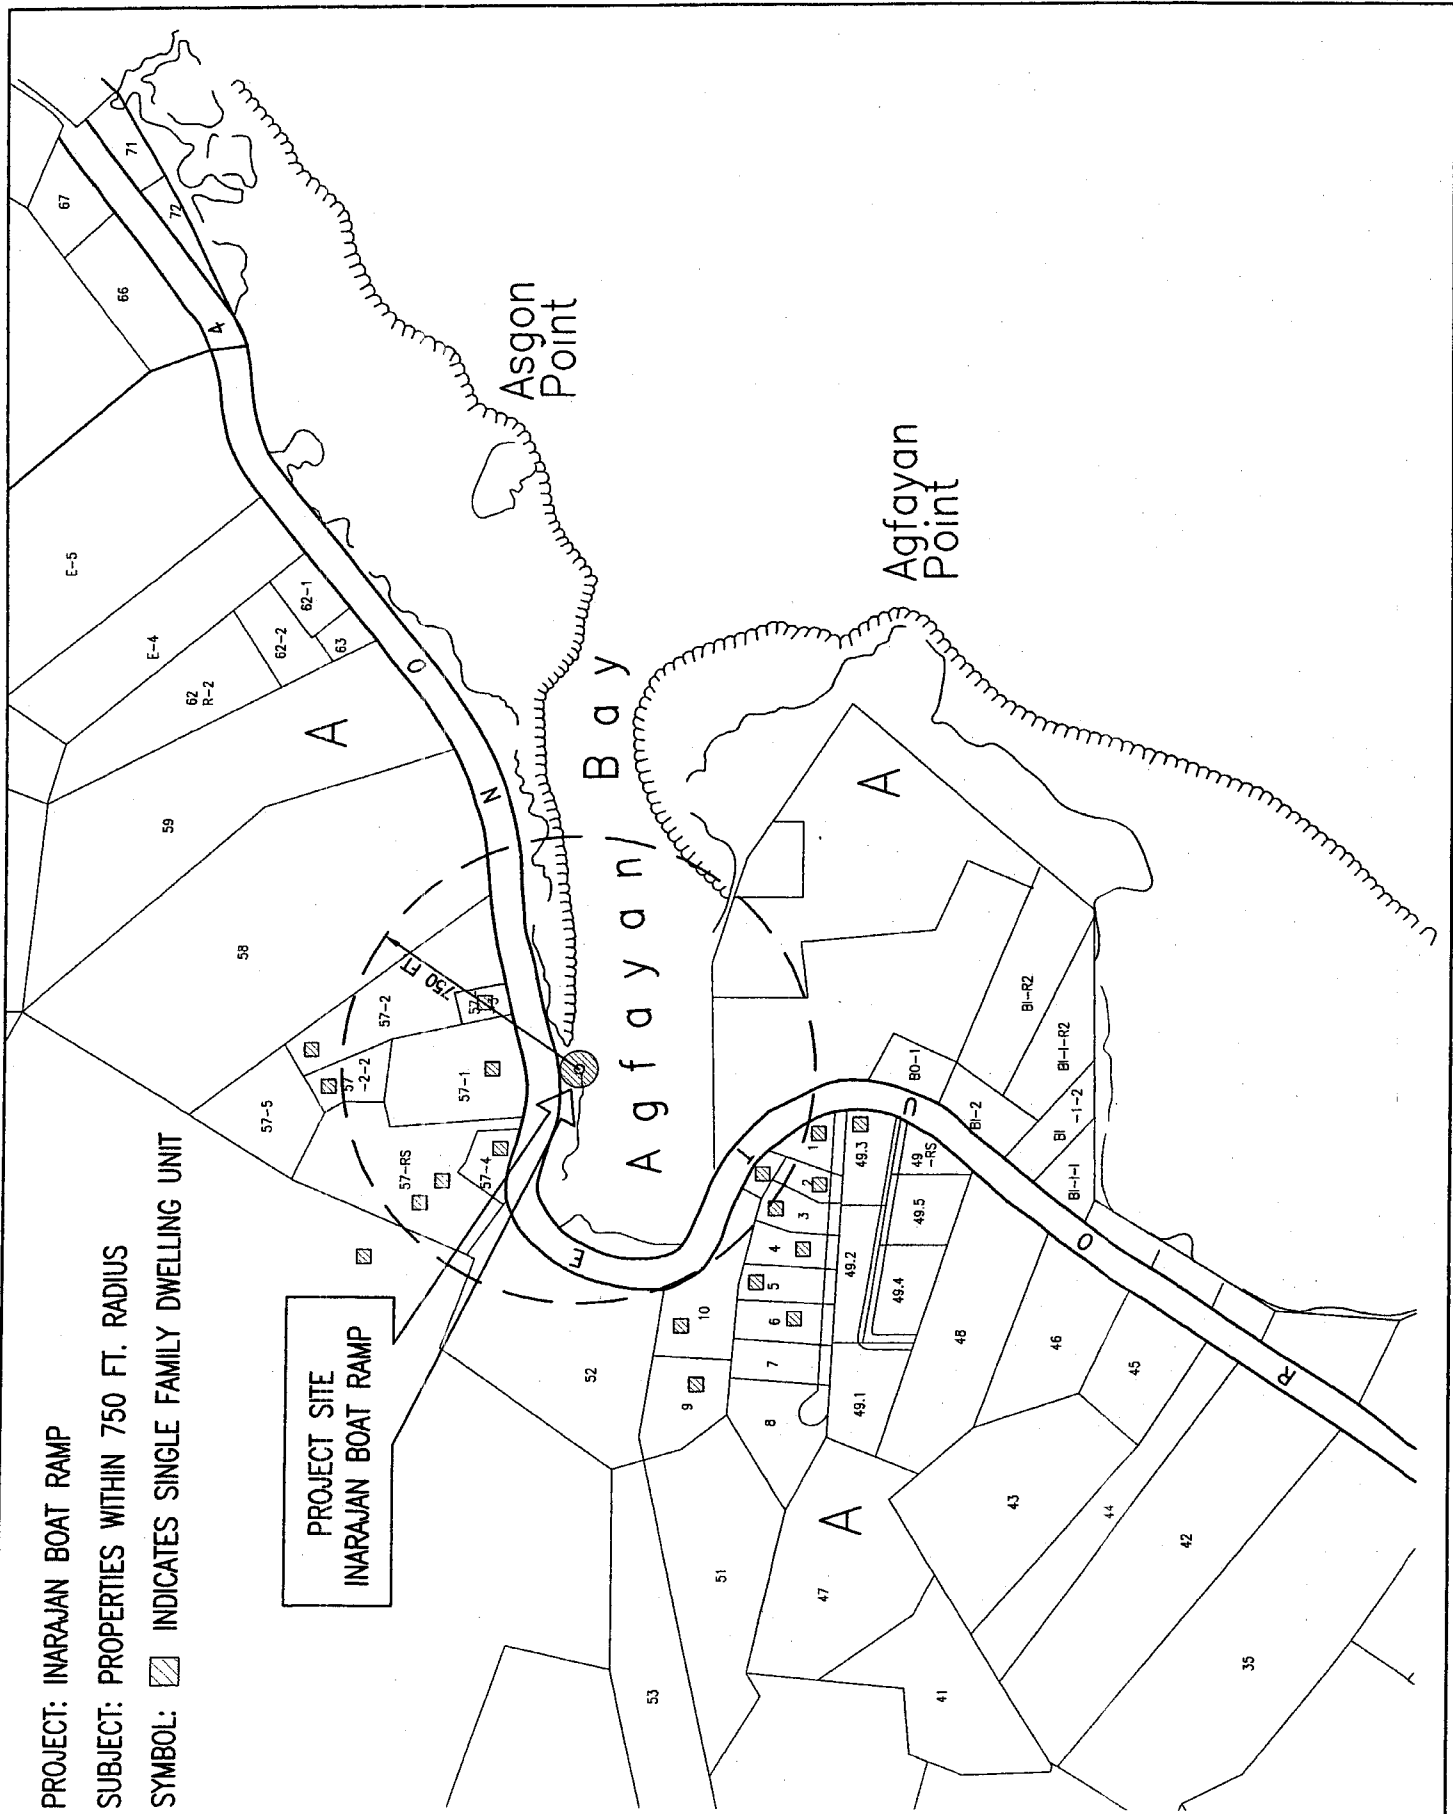 PROJECT: INARAJAN BOAT RAMP
SUBJECT: PROPERTIES WITHIN 750 FT. RADIUS
SYMBOL: INDICATES SINGLE FAMILY DWELLING UNIT
PROJECT SITE
INARAJAN BOAT RAMP
750 FT.
Asgon
Point
Agfayan
Point
Agfayan Bay
ROUTE NO 4
A
A
A
E-5
E-4
67
66
71
72
62
R-2
62-2
62-1
63
59
58
57-5
57-2
57
-2-2
57-1
57-RS
57-4
52
53
51
10
9
8
7
6
5
4
3
2
1
49.3
49
-RS
49.5
49.2
49.4
49.1
48
47
46
45
44
43
42
41
35
BO-1
BI-2
BI-R2
BI-I-R2
BI
-1-2
BI-I-I